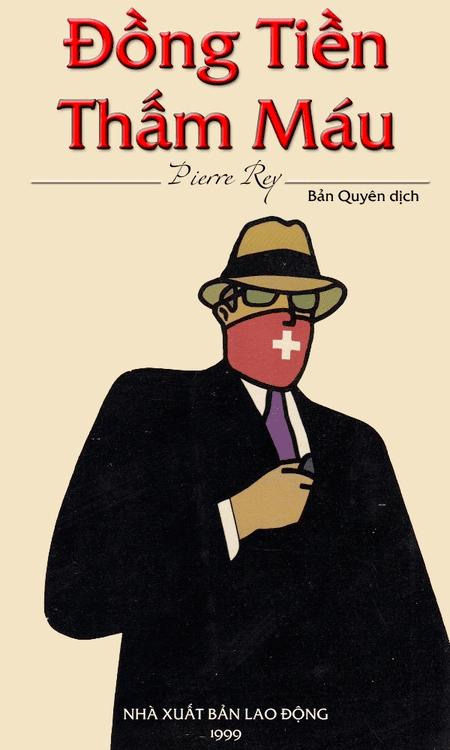 Đồng Tiền
Thấm Máu
Pierre Rey
Bản Quyên dịch
NHÀ XUẤT BẢN LAO ĐỘNG
1999